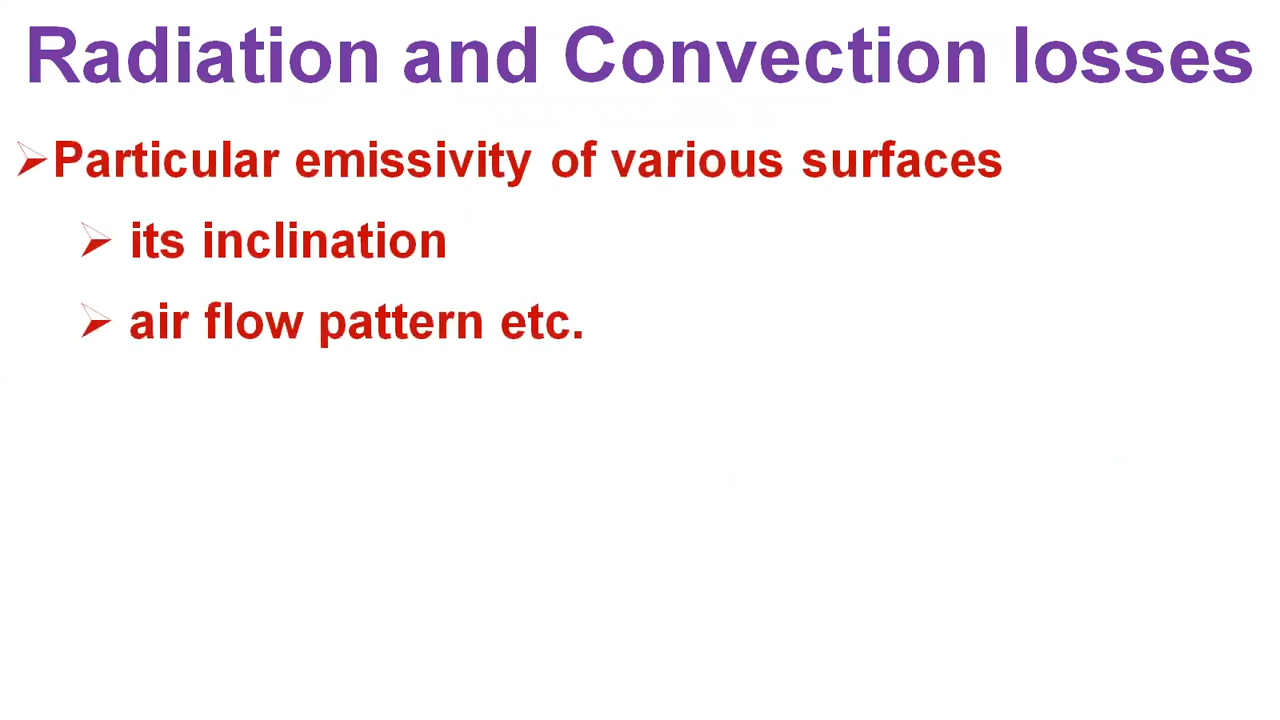 Radiation and Convection losses
➢Particular emissivity of various surfaces
➢ its inclination
➢ air flow pattern etc.